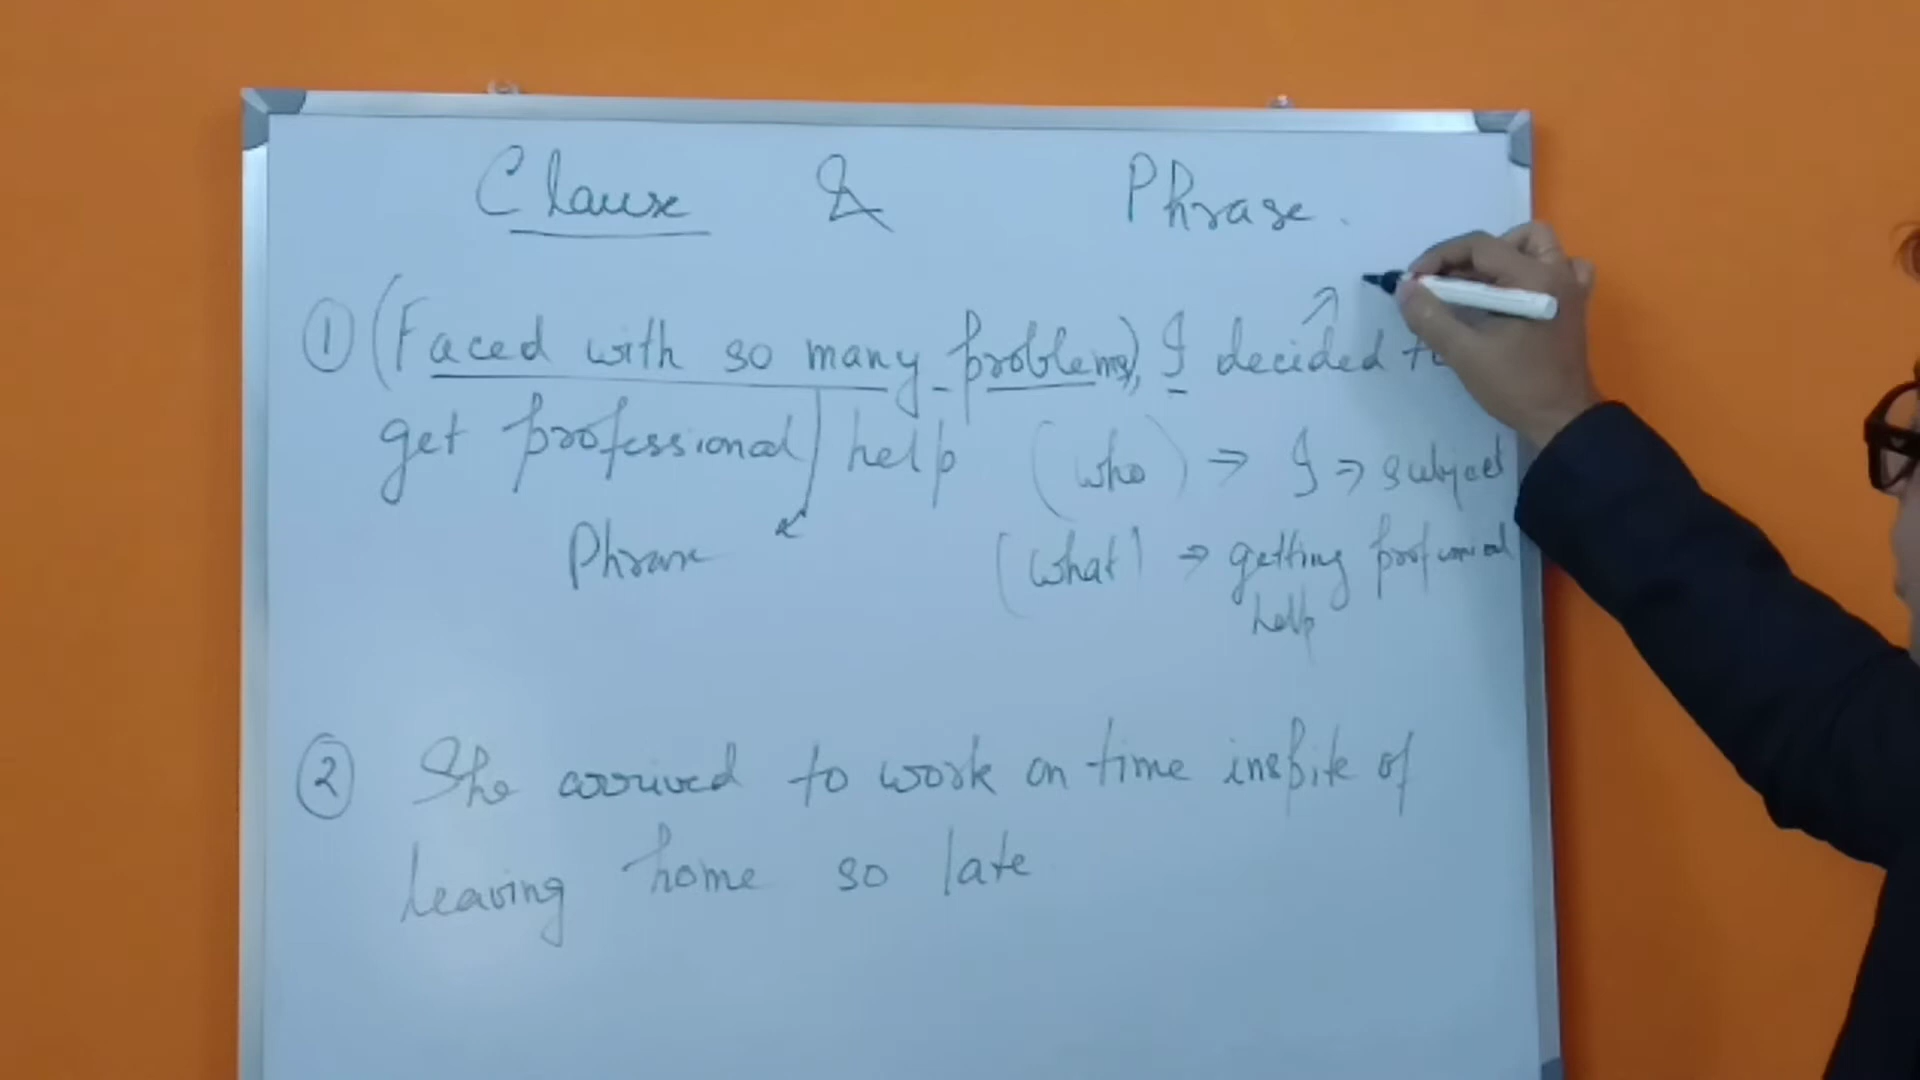 Clause & Phrase.
① (Faced with so many problems), I decided to
get professional help (who) ⇒ I ⇒ subject
Phrase (what) ⇒ getting
help
② She arrived to work on time inspite of
leaving home so late